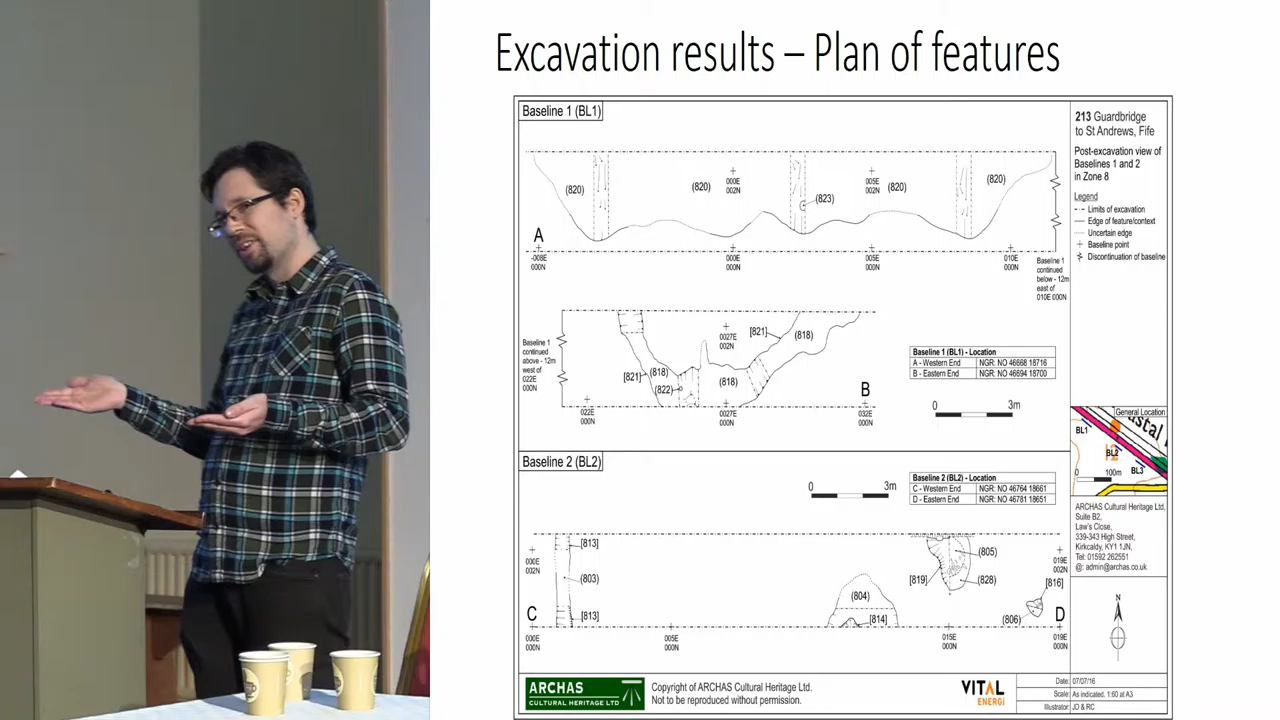 Excavation results – Plan of features
Baseline 1 (BL1)
(820)
(820)
000E
002N
(823)
005E
002N
(820)
(820)
A
-008E
000N
000E
000N
005E
000N
010E
000N
Baseline 1
continued
below - 12m
east of
010E 000N
Baseline 1
continued
above - 12m
west of
022E
000N
[821]
(818)
(822)
0027E
002N
(818)
[821]
(818)
B
022E
000N
0027E
000N
032E
000N
Baseline 1 (BL1) - Location
A - Western End NGR: NO 46668 18716
B - Eastern End NGR: NO 46694 18700
0 3m
Baseline 2 (BL2)
0 3m
Baseline 2 (BL2) - Location
C - Western End NGR: NO 46764 18661
D - Eastern End NGR: NO 46781 18651
000E
002N
[813]
(803)
[813]
C
000E
000N
005E
000N
(804)
[814]
(805)
[819]
(828)
015E
000N
019E
002N
[816]
(806)
D
019E
000N
213 Guardbridge
to St Andrews, Fife
Post-excavation view of
Baselines 1 and 2
in Zone 8
Legend
Limits of excavation
Edge of feature/context
Uncertain edge
Baseline point
Discontinuation of baseline
General Location
BL1
BL2
BL3
0 100m
ARCHAS Cultural Heritage Ltd,
Suite B2,
Law's Close,
339-343 High Street,
Kirkcaldy, KY1 1JN,
Tel: 01592 262551
@: admin@archas.co.uk
N
ARCHAS
CULTURAL HERITAGE LTD
Copyright of ARCHAS Cultural Heritage Ltd.
Not to be reproduced without permission.
VITAL
ENERGI
Date: 07/07/16
Scale: As indicated. 1:60 at A3
Illustrator: JD & RC